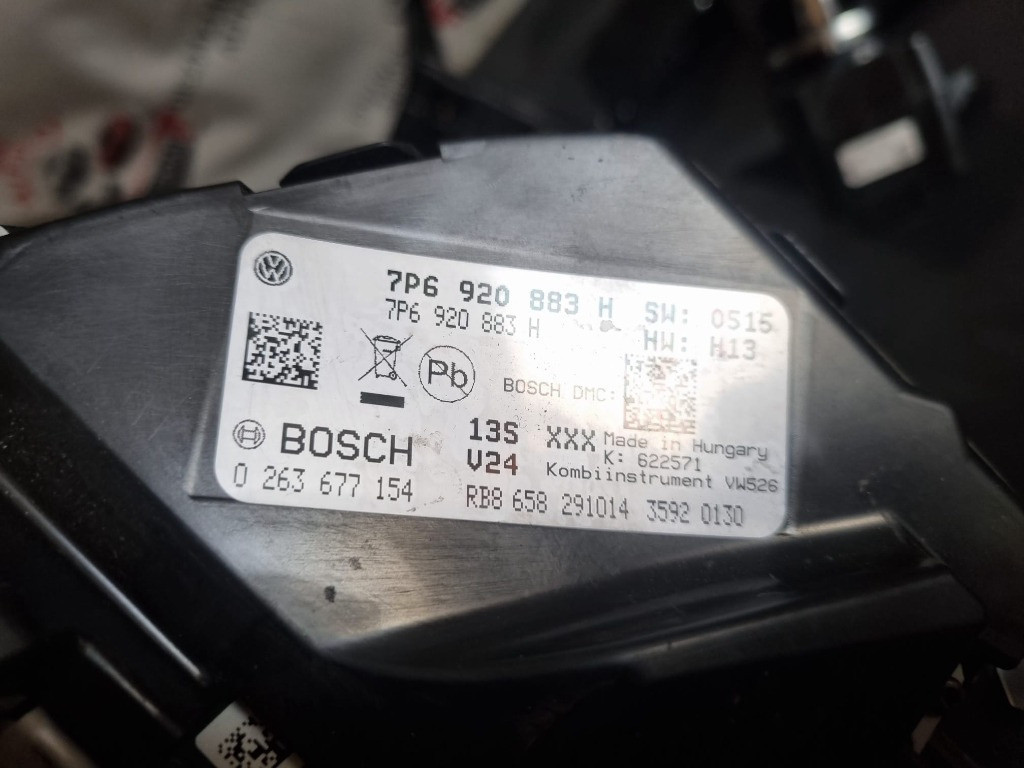 7P6 920 883 H SW: 0515
7P6 920 883 H HW: H13
Pb
BOSCH DMC:
BOSCH 13S XXX Made in Hungary
V24 K: 622571
Kombiinstrument VW526
0 263 677 154 RB8 658 291014 3592 0130